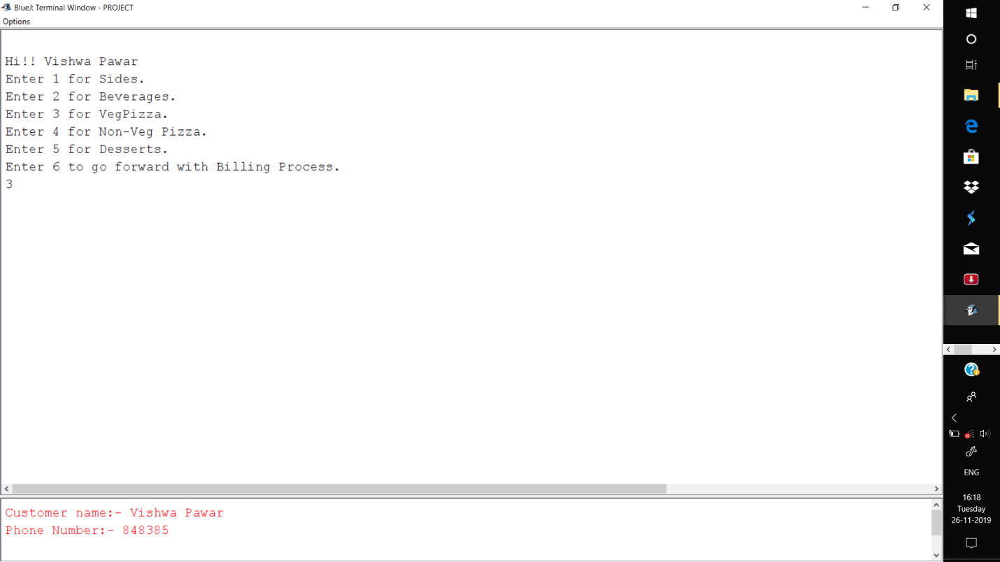 BlueJ: Terminal Window - PROJECT
Options
Hi!! Vishwa Pawar
Enter 1 for Sides.
Enter 2 for Beverages.
Enter 3 for VegPizza.
Enter 4 for Non-Veg Pizza.
Enter 5 for Desserts.
Enter 6 to go forward with Billing Process.
3
Customer name:- Vishwa Pawar
Phone Number:- 848385
ENG
16:18
Tuesday
26-11-2019